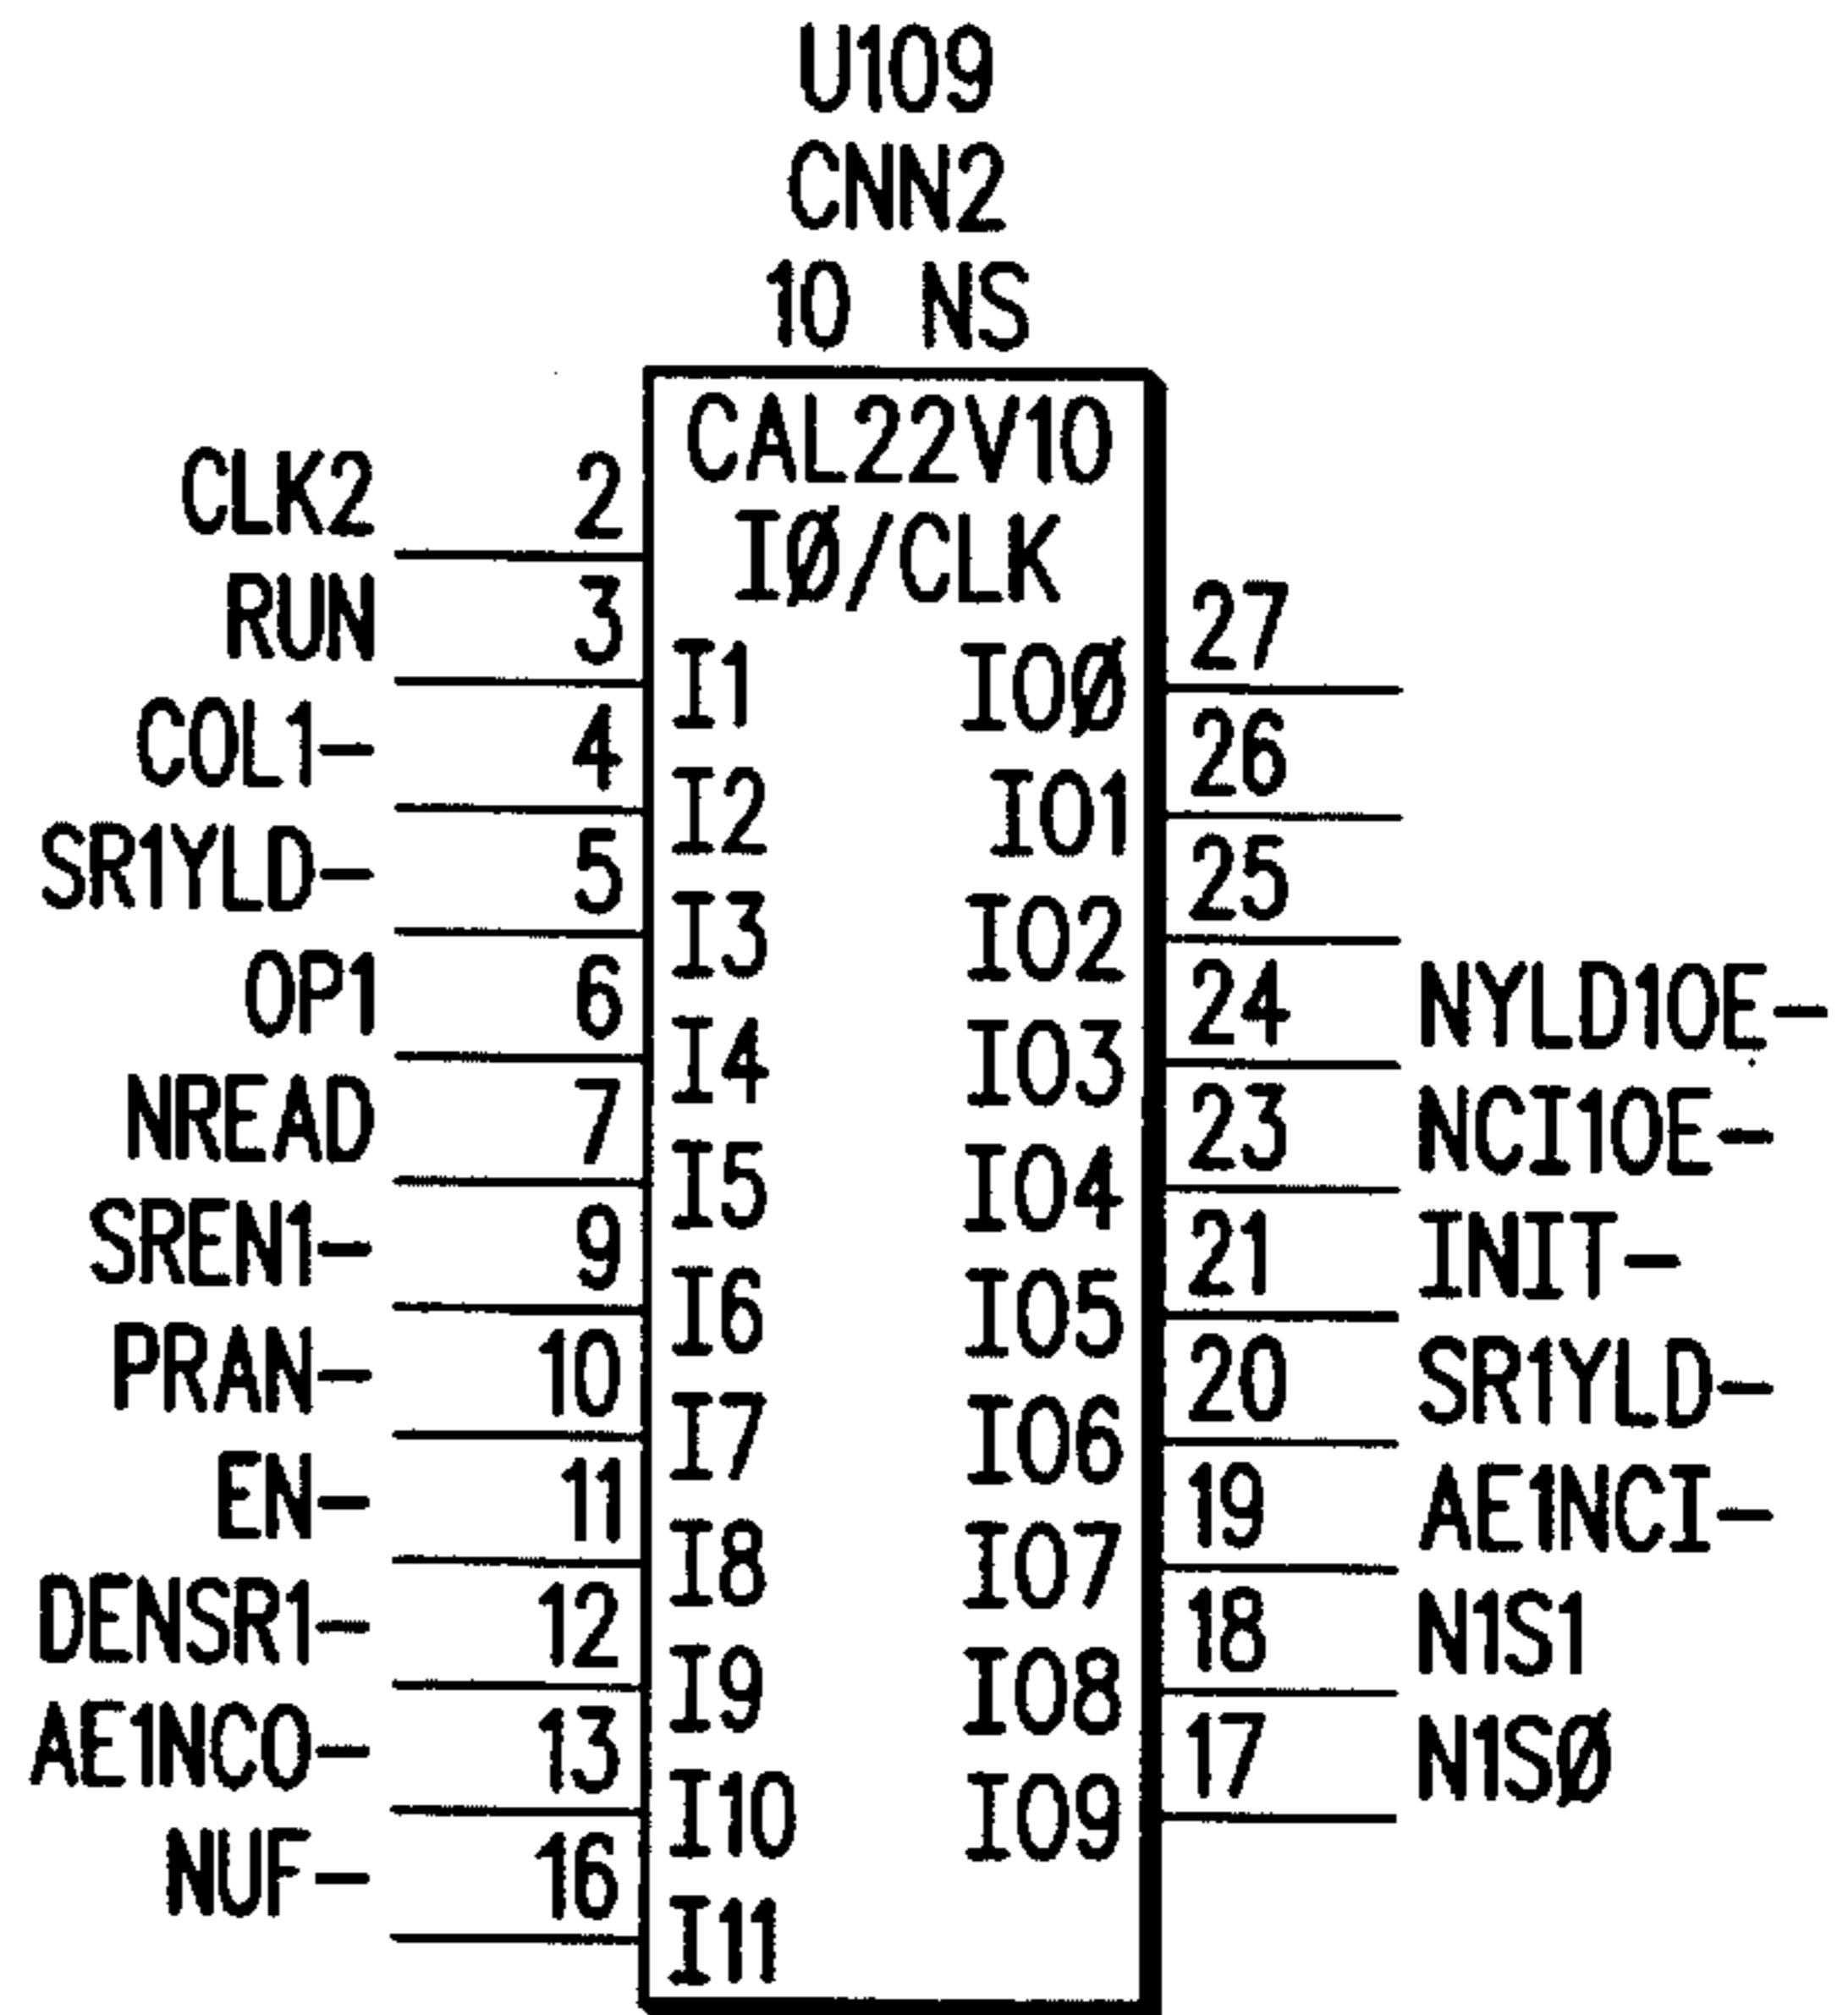 U109
CNN2
10 NS
CAL22V10
CLK2 2 IØ/CLK
RUN 3 I1 IOØ 27
COL1- 4 I2 IO1 26
SR1YLD- 5 I3 IO2 25
OP1 6 I4 IO3 24 NYLD1OE-
NREAD 7 I5 IO4 23 NCI1OE-
SREN1- 9 I6 IO5 21 INIT-
PRAN- 10 I7 IO6 20 SR1YLD-
EN- 11 I8 IO7 19 AE1NCI-
DENSR1- 12 I9 IO8 18 N1S1
AE1NCO- 13 I10 IO9 17 N1SØ
NUF- 16 I11